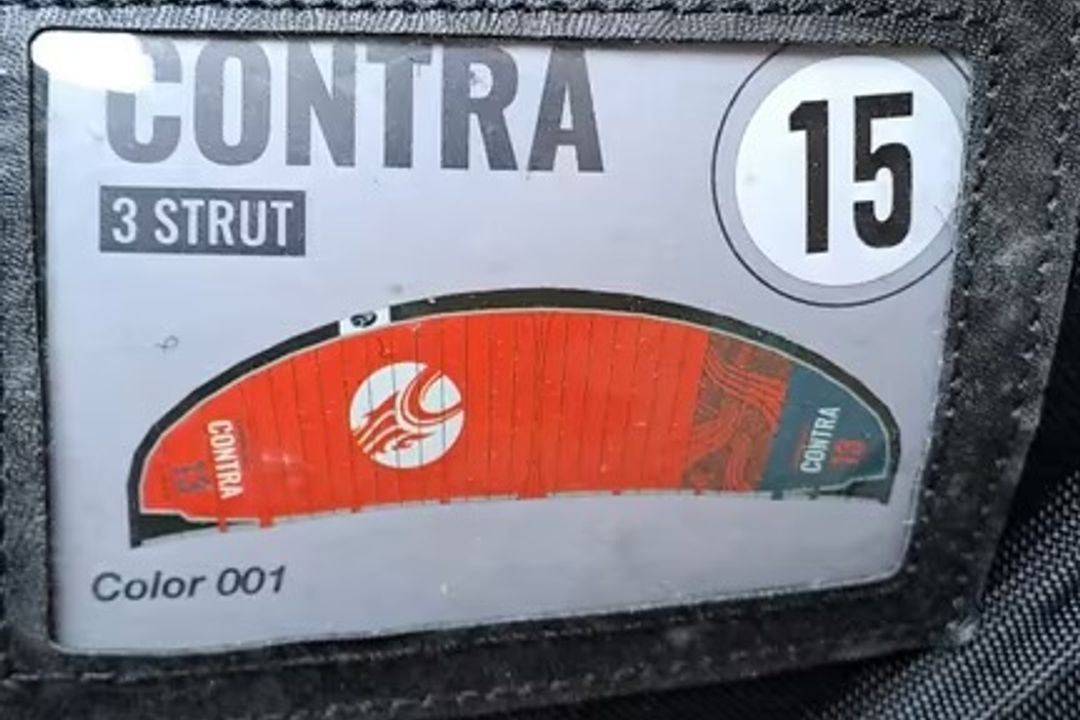 CONTRA
15
3 STRUT
CONTRA
13
CONTRA
13
Color 001